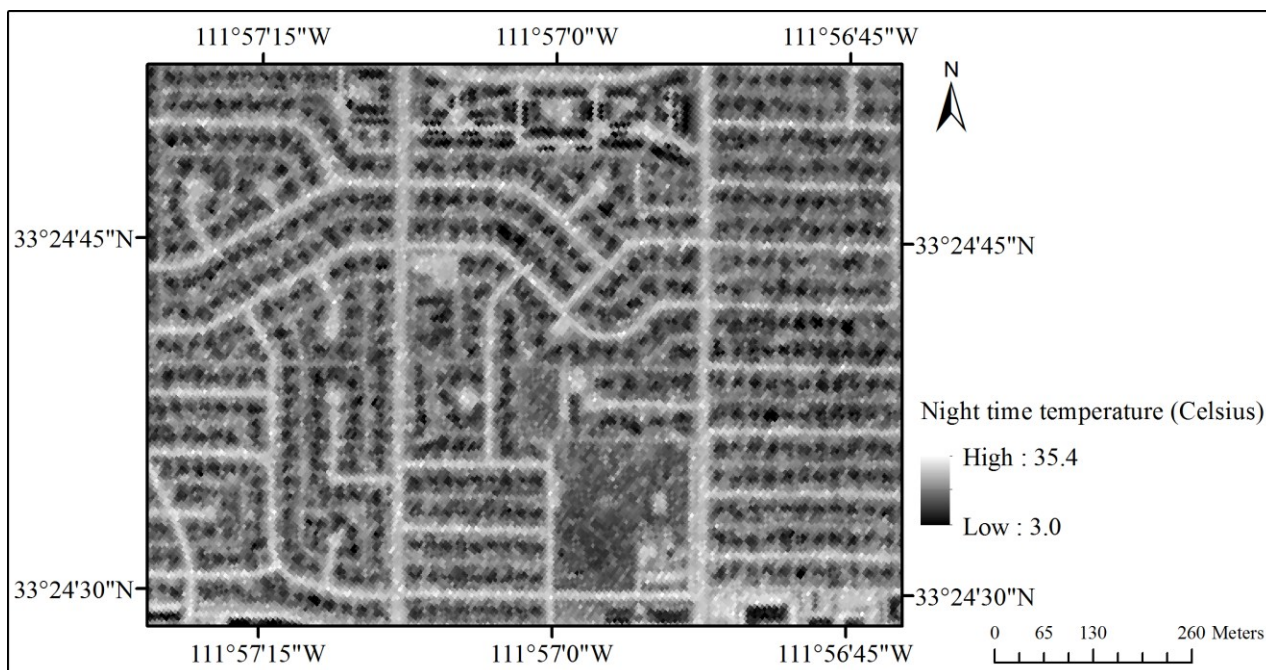 111°57'15"W 111°57'0"W 111°56'45"W
N
33°24'45"N 33°24'45"N
Night time temperature (Celsius)
High : 35.4
Low : 3.0
33°24'30"N 33°24'30"N
111°57'15"W 111°57'0"W 111°56'45"W
0 65 130 260 Meters